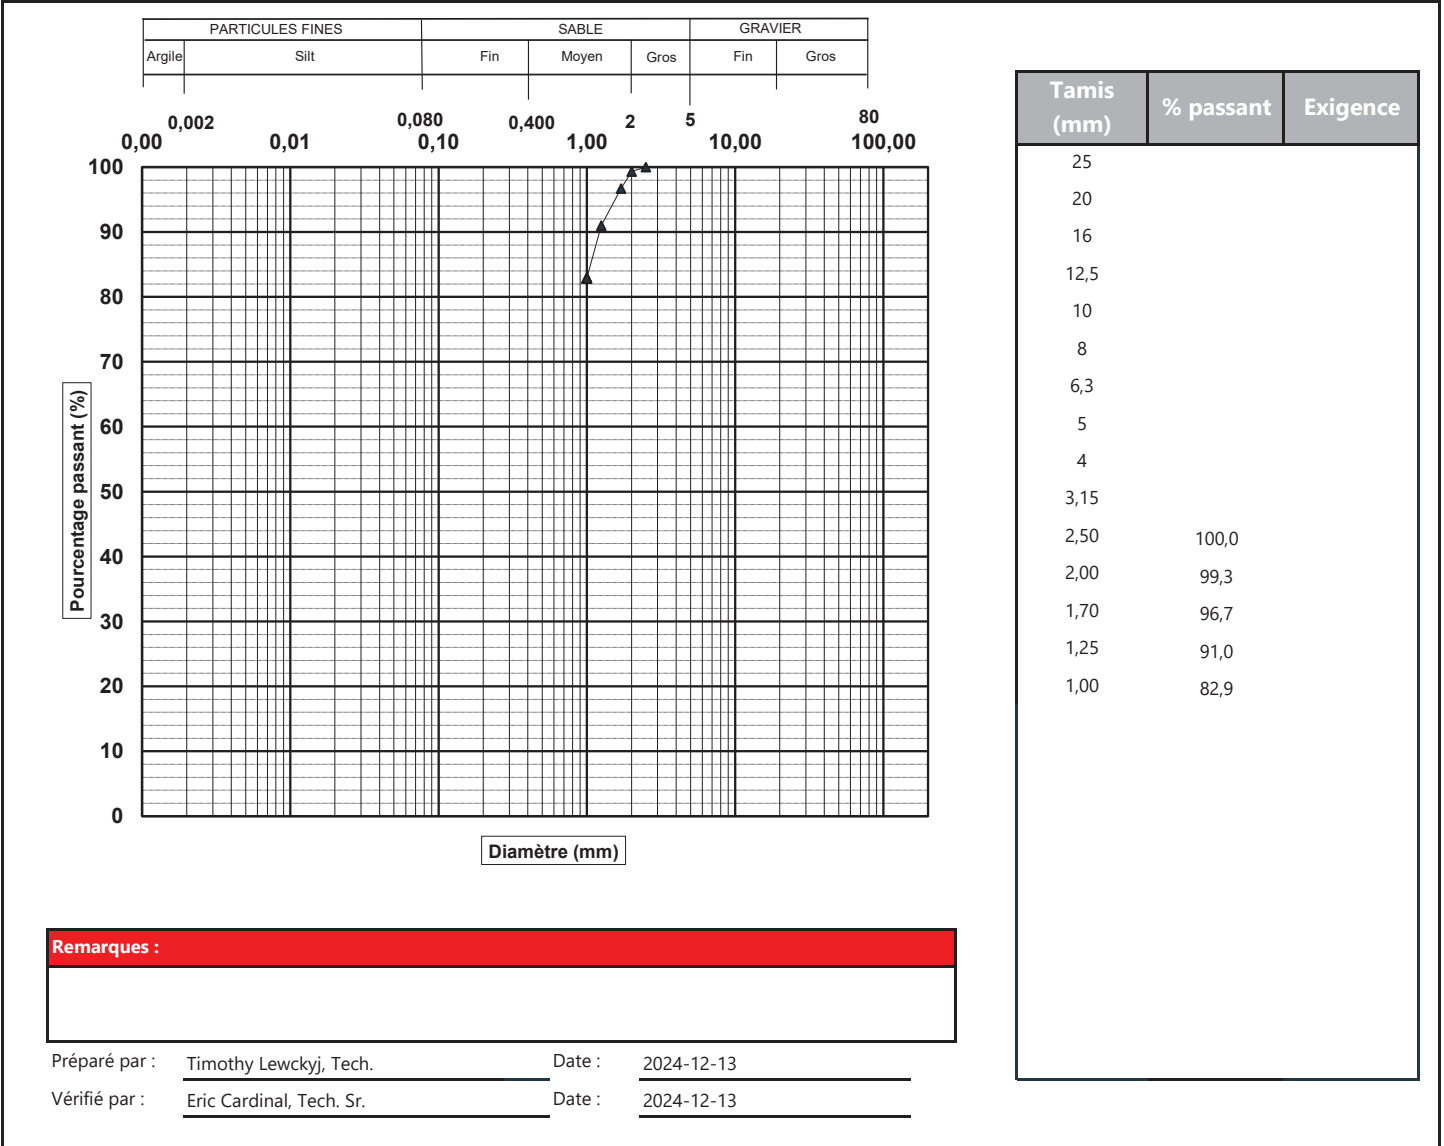 PARTICULES FINES SABLE GRAVIER
Argile Silt Fin Moyen Gros Fin Gros
0,002 0,080 0,400 2 5 80
0,00 0,01 0,10 1,00 10,00 100,00
100
90
80
70
60
50
40
30
20
10
0
Pourcentage passant (%)
Diamètre (mm)
Tamis (mm) % passant Exigence
25
20
16
12,5
10
8
6,3
5
4
3,15
2,50 100,0
2,00 99,3
1,70 96,7
1,25 91,0
1,00 82,9
Remarques :
Préparé par : Timothy Lewckyj, Tech. Date : 2024-12-13
Vérifié par : Eric Cardinal, Tech. Sr. Date : 2024-12-13